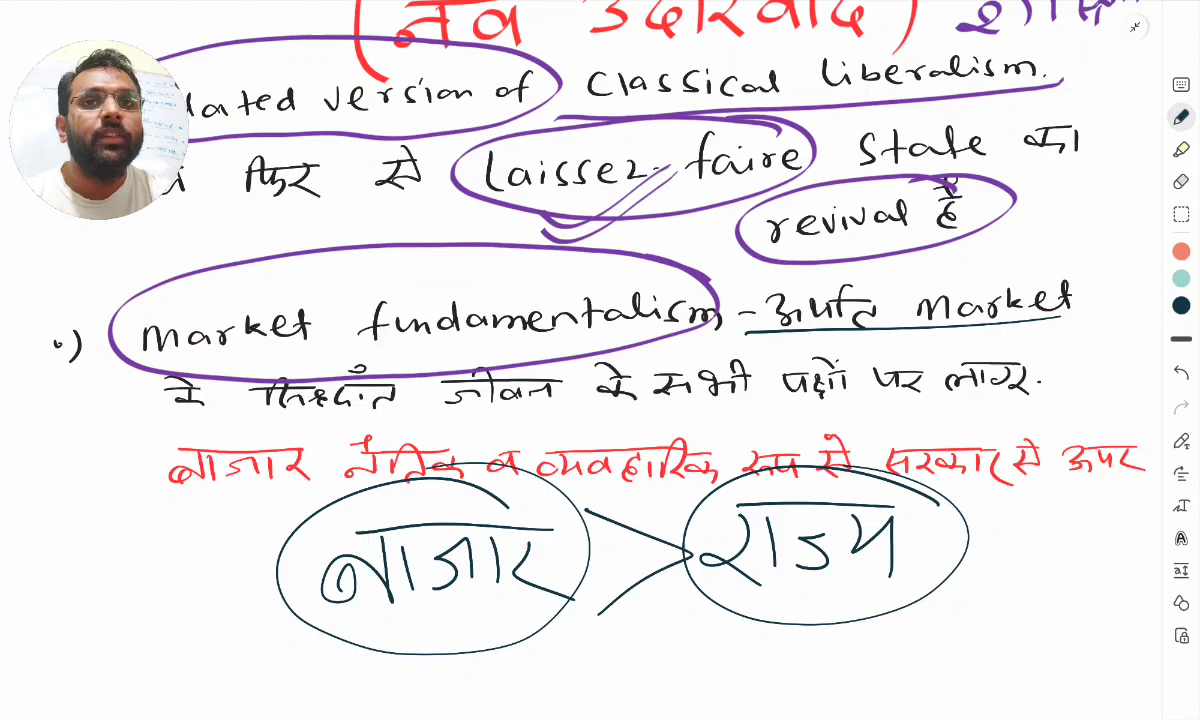 (नव उदारवाद)
version of classical liberalism.
फिर से Laissez-faire state का
revival है
•) Market fundamentalism - अर्थात market
के सिद्धांत जीवन के सभी पक्षों पर लागू.
बाजार नैतिक व व्यवहारिक रूप से सरकार से ऊपर
बाजार > राज्य